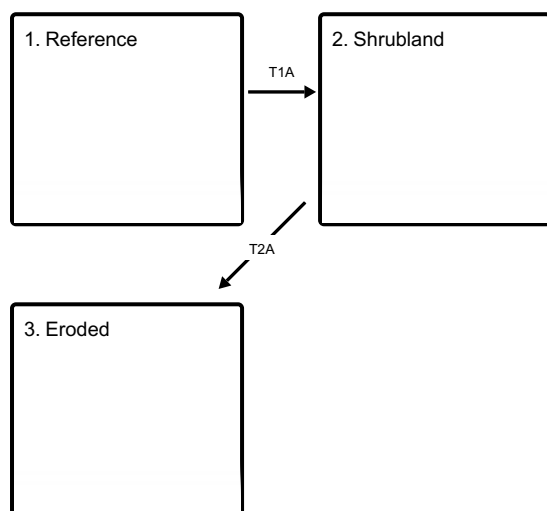 1. Reference
2. Shrubland
T1A
T2A
3. Eroded